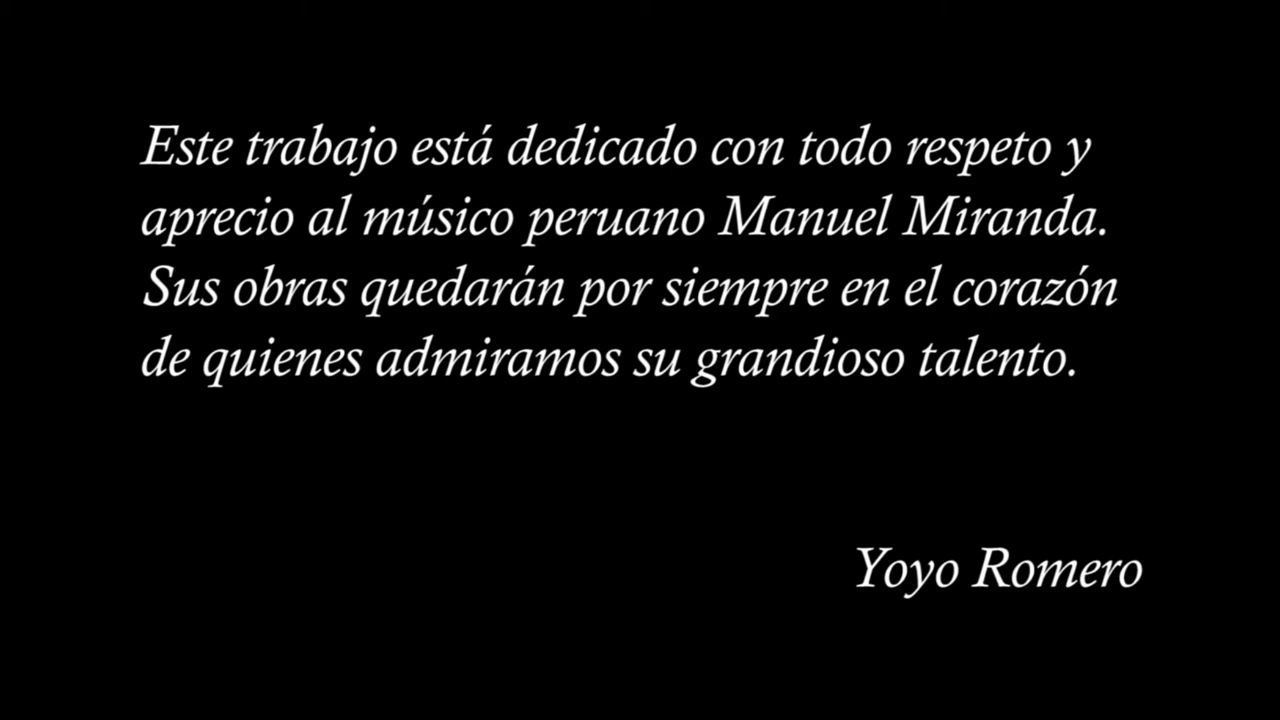 Este trabajo está dedicado con todo respeto y
aprecio al músico peruano Manuel Miranda.
Sus obras quedarán por siempre en el corazón
de quienes admiramos su grandioso talento.
Yoyo Romero